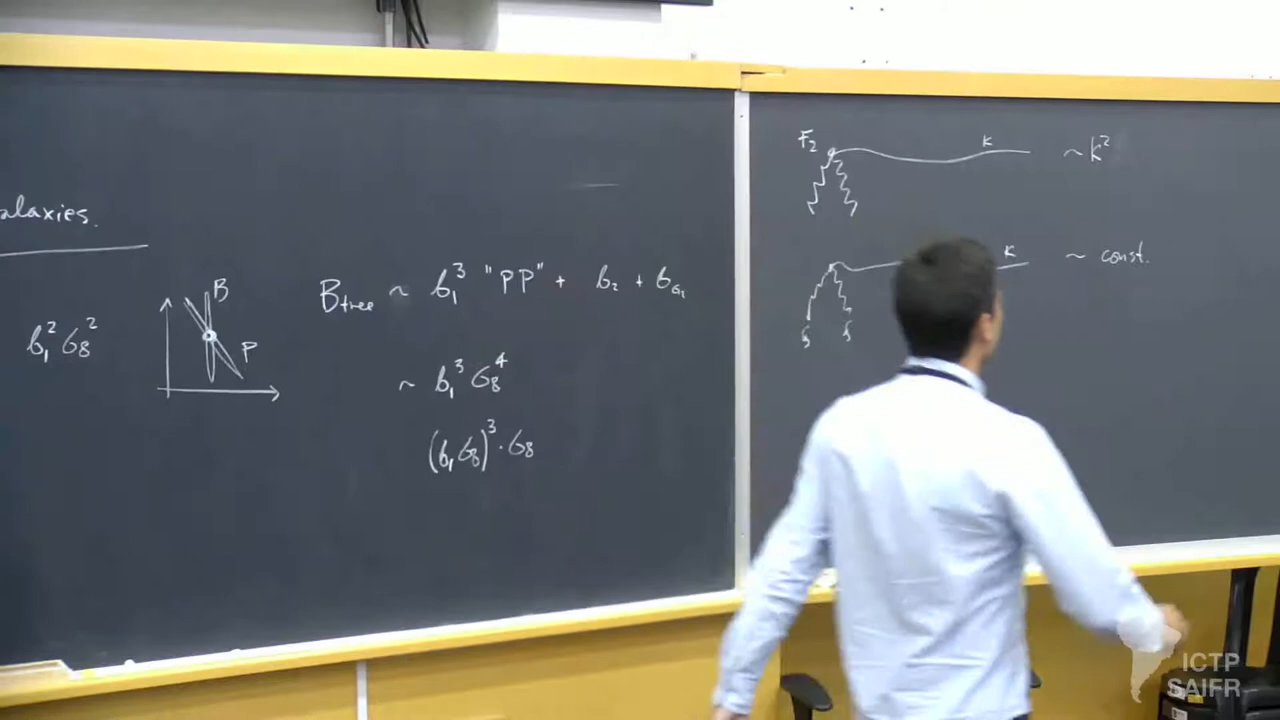 alaxies.
b₁² σ₈²
B
P
B_tree ~ b₁³ "PP" + b₂ + b_G₂
~ b₁³ σ₈⁴
(b₁σ₈)³ · σ₈
F₂ k ~ k²
k ~ const.
δ δ
ICTP
SAIFR